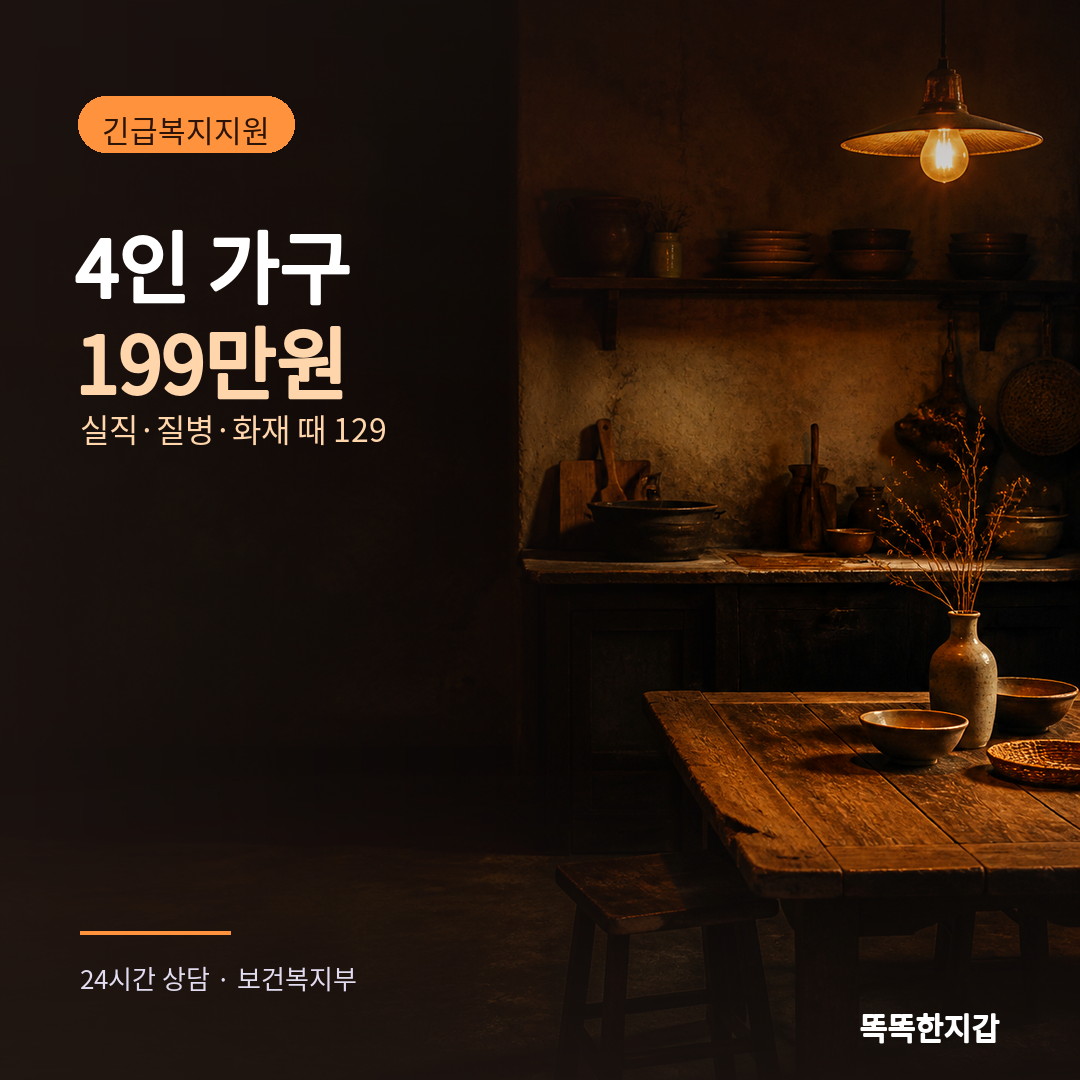 긴급복지지원
4인 가구
199만원
실직·질병·화재 때 129
24시간 상담 · 보건복지부
똑똑한지갑